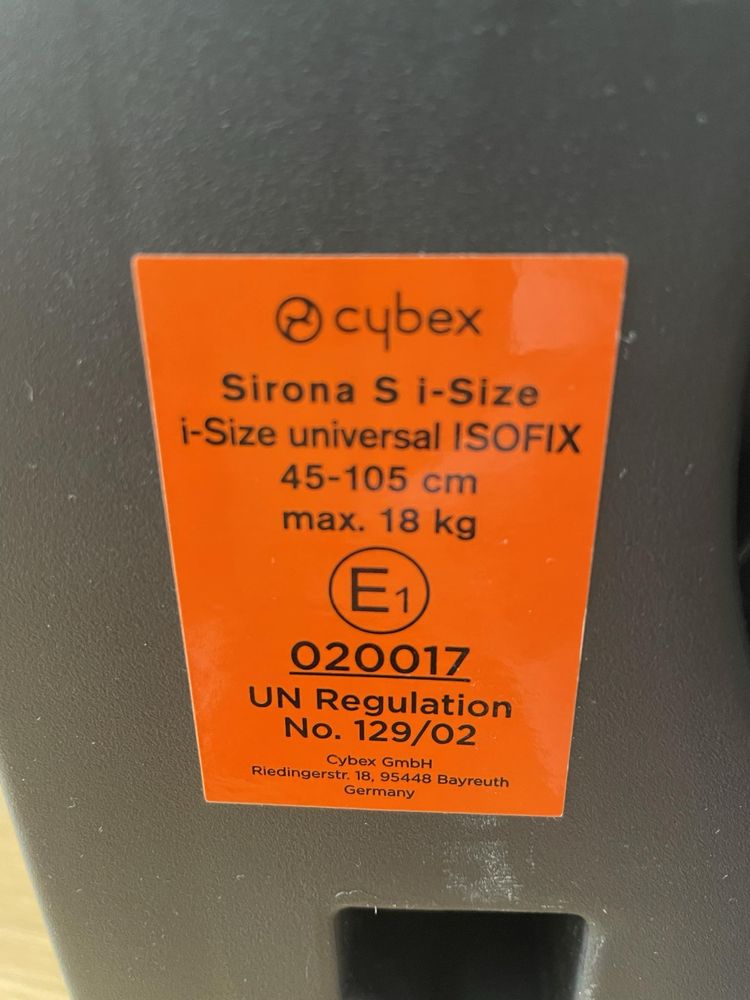 cybex
Sirona S i-Size
i-Size universal ISOFIX
45-105 cm
max. 18 kg
E1
020017
UN Regulation
No. 129/02
Cybex GmbH
Riedingerstr. 18, 95448 Bayreuth
Germany